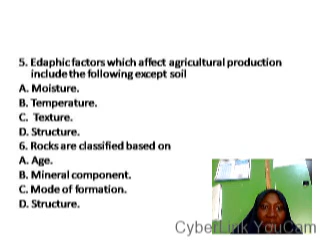 5. Edaphic factors which affect agricultural production
include the following except soil
A. Moisture.
B. Temperature.
C. Texture.
D. Structure.
6. Rocks are classified based on
A. Age.
B. Mineral component.
C. Mode of formation.
D. Structure.
CyberLink YouCam